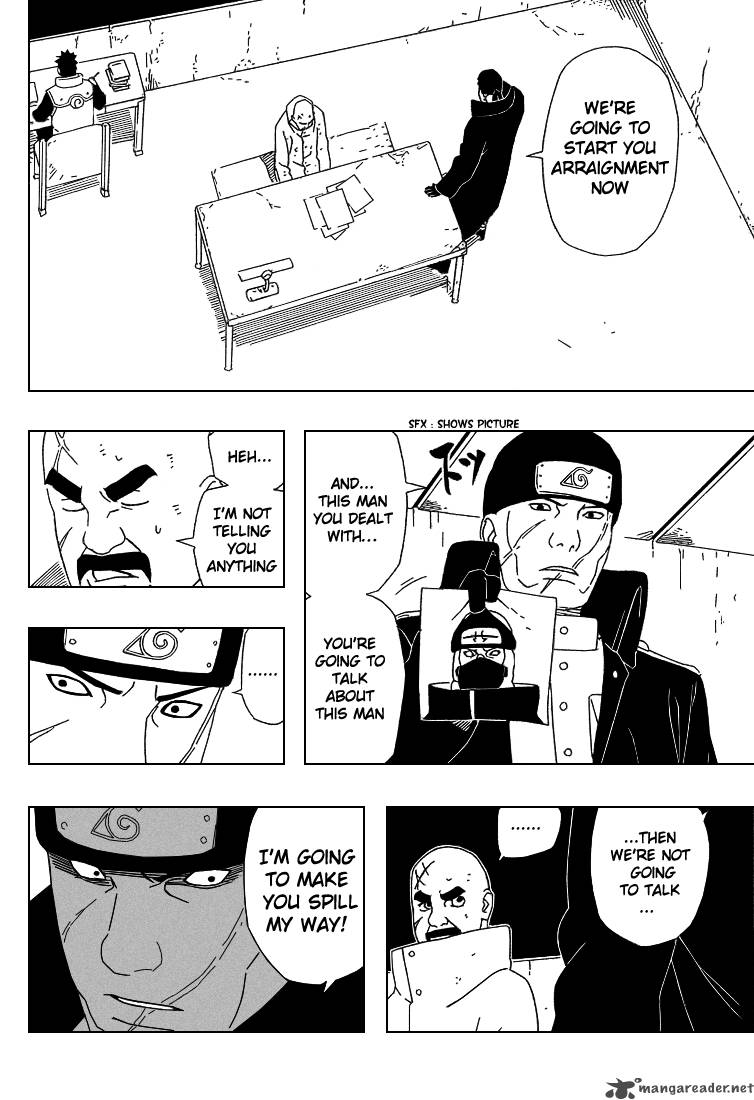 WE'RE
GOING TO
START YOU
ARRAIGNMENT
NOW
SFX : SHOWS PICTURE
AND...
THIS MAN
YOU DEALT
WITH...
YOU'RE
GOING TO
TALK
ABOUT
THIS MAN
HEH...
I'M NOT
TELLING
YOU
ANYTHING
......
...THEN
WE'RE NOT
GOING
TO TALK
...
......
I'M GOING
TO MAKE
YOU SPILL
MY WAY!
mangareader.net